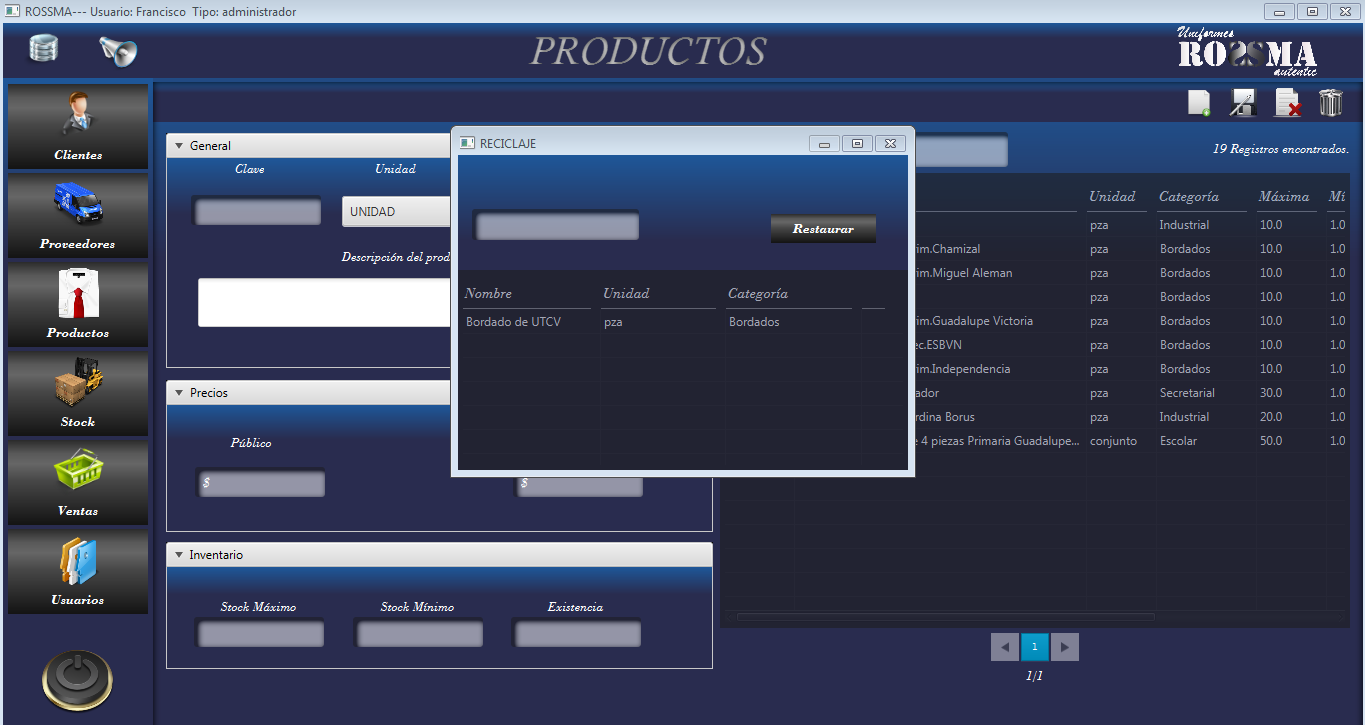 ROSSMA--- Usuario: Francisco Tipo: administrador
PRODUCTOS
Uniformes
ROSSMA
autentic
Clientes
Proveedores
Productos
Stock
Ventas
Usuarios
General
Clave Unidad
UNIDAD
Descripción del prod
Precios
Público
$ $
Inventario
Stock Máximo Stock Mínimo Existencia
RECICLAJE
Restaurar
Nombre Unidad Categoría
Bordado de UTCV pza Bordados
19 Registros encontrados.
Unidad Categoría Máxima Mí
pza Industrial 10.0 1.0
rim.Chamizal pza Bordados 10.0 1.0
rim.Miguel Aleman pza Bordados 10.0 1.0
pza Bordados 10.0 1.0
rim.Guadalupe Victoria pza Bordados 10.0 1.0
ec.ESBVN pza Bordados 10.0 1.0
rim.Independencia pza Bordados 10.0 1.0
ador pza Secretarial 30.0 1.0
rdina Borus pza Industrial 20.0 1.0
e 4 piezas Primaria Guadalupe... conjunto Escolar 50.0 1.0
1
1/1